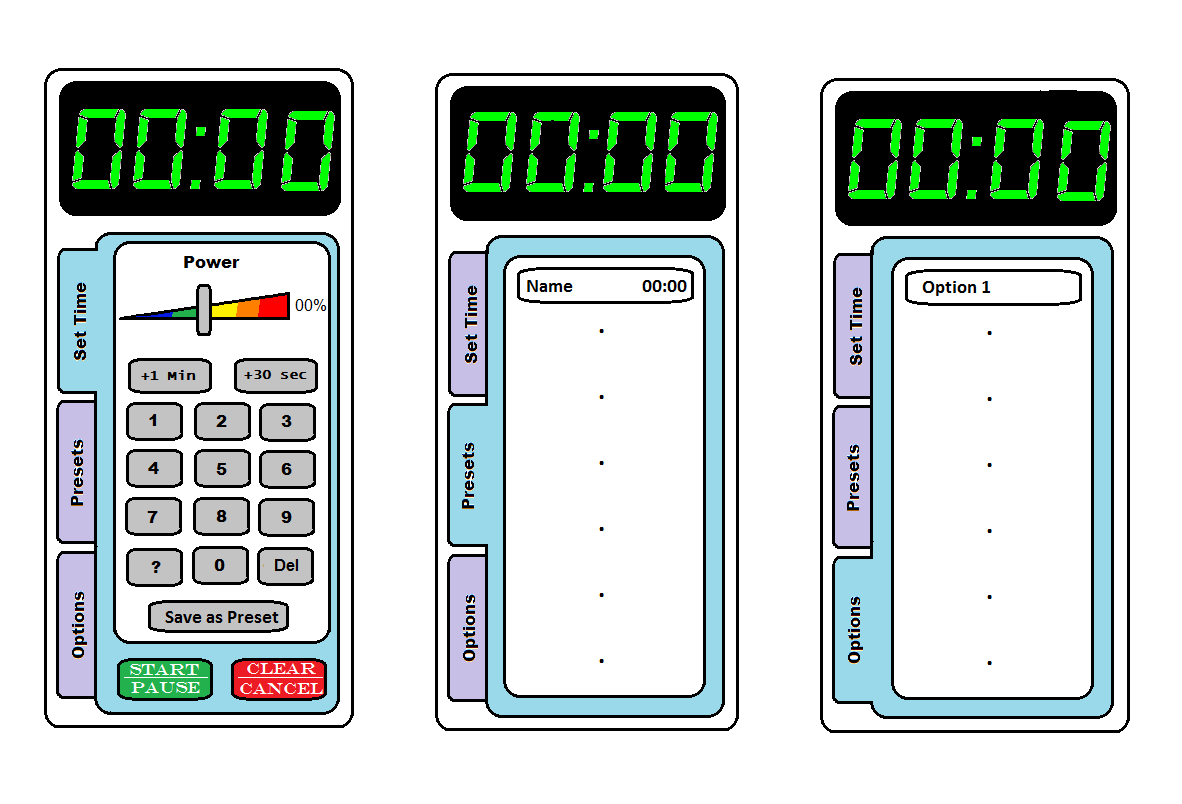 00:00
Power
00%
Set Time
+1 Min
+30 sec
1
2
3
4
5
6
Presets
7
8
9
?
0
Del
Options
Save as Preset
START
PAUSE
CLEAR
CANCEL
00:00
Name 00:00
Set Time
Presets
Options
00:00
Option 1
Set Time
Presets
Options